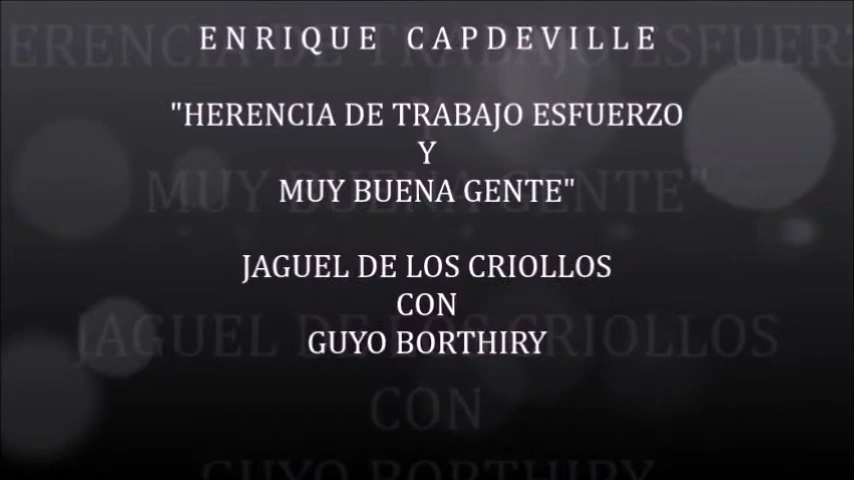 ENRIQUE CAPDEVILLE
"HERENCIA DE TRABAJO ESFUERZO
Y
MUY BUENA GENTE"
JAGUEL DE LOS CRIOLLOS
CON
GUYO BORTHIRY